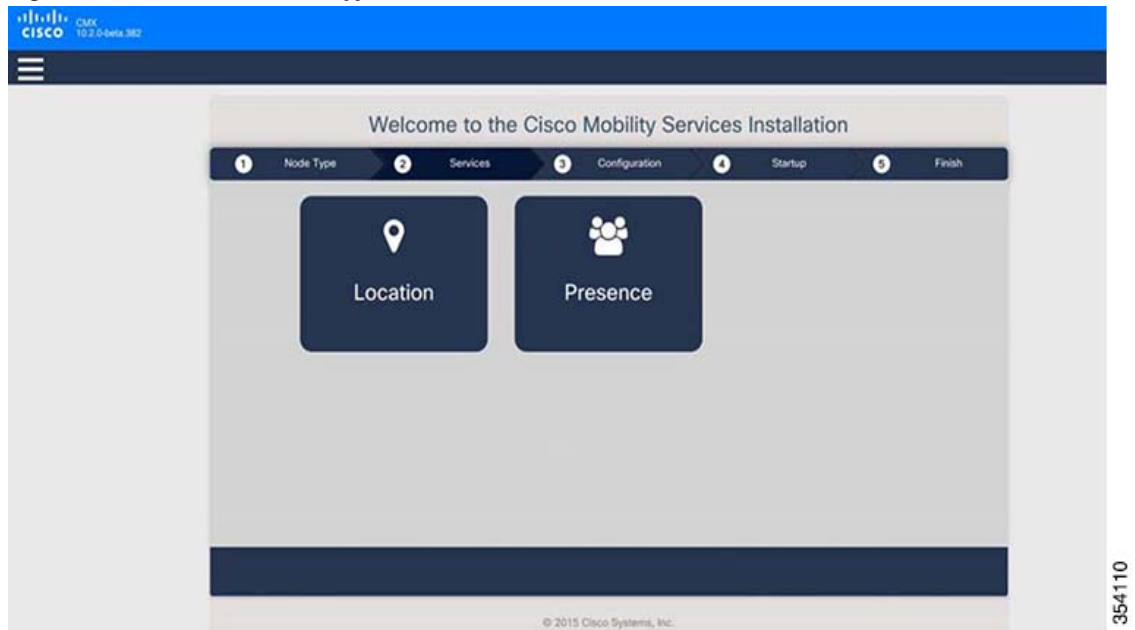 CISCO CMX
10.2.0-beta.382
Welcome to the Cisco Mobility Services Installation
1 Node Type 2 Services 3 Configuration 4 Startup 5 Finish
Location Presence
© 2015 Cisco Systems, Inc.
354110